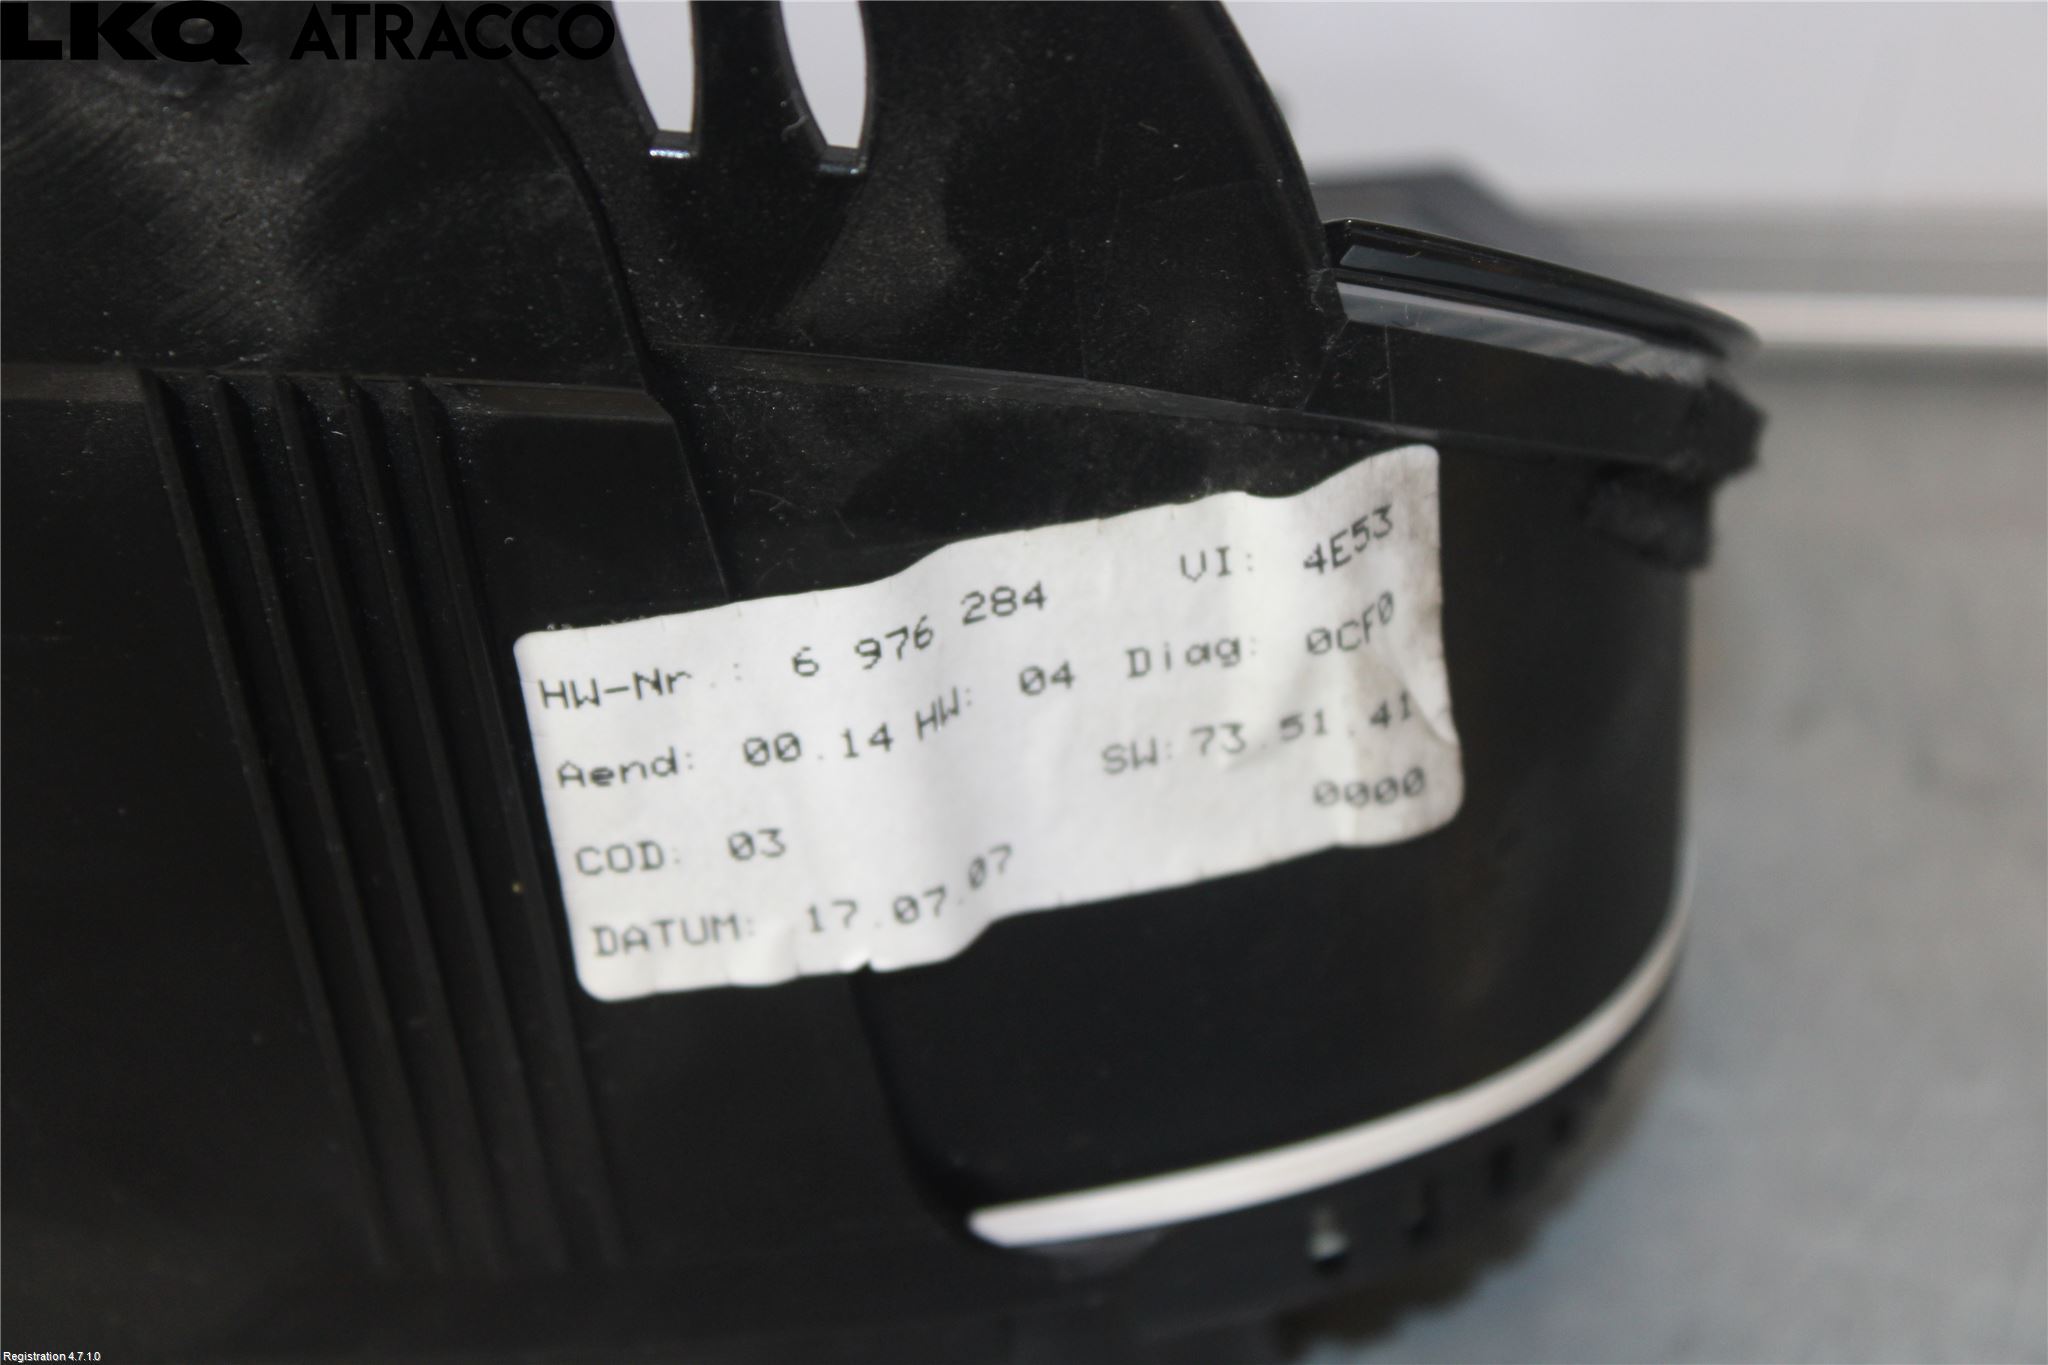 LKQ ATRACCO
HW-Nr.: 6 976 284 VI: 4E53
Aend: 00.14 HW: 04 Diag: 0CF0
COD: 03 SW: 73.51.41
DATUM: 17.07.07 0000
Registration 4.7.1.0